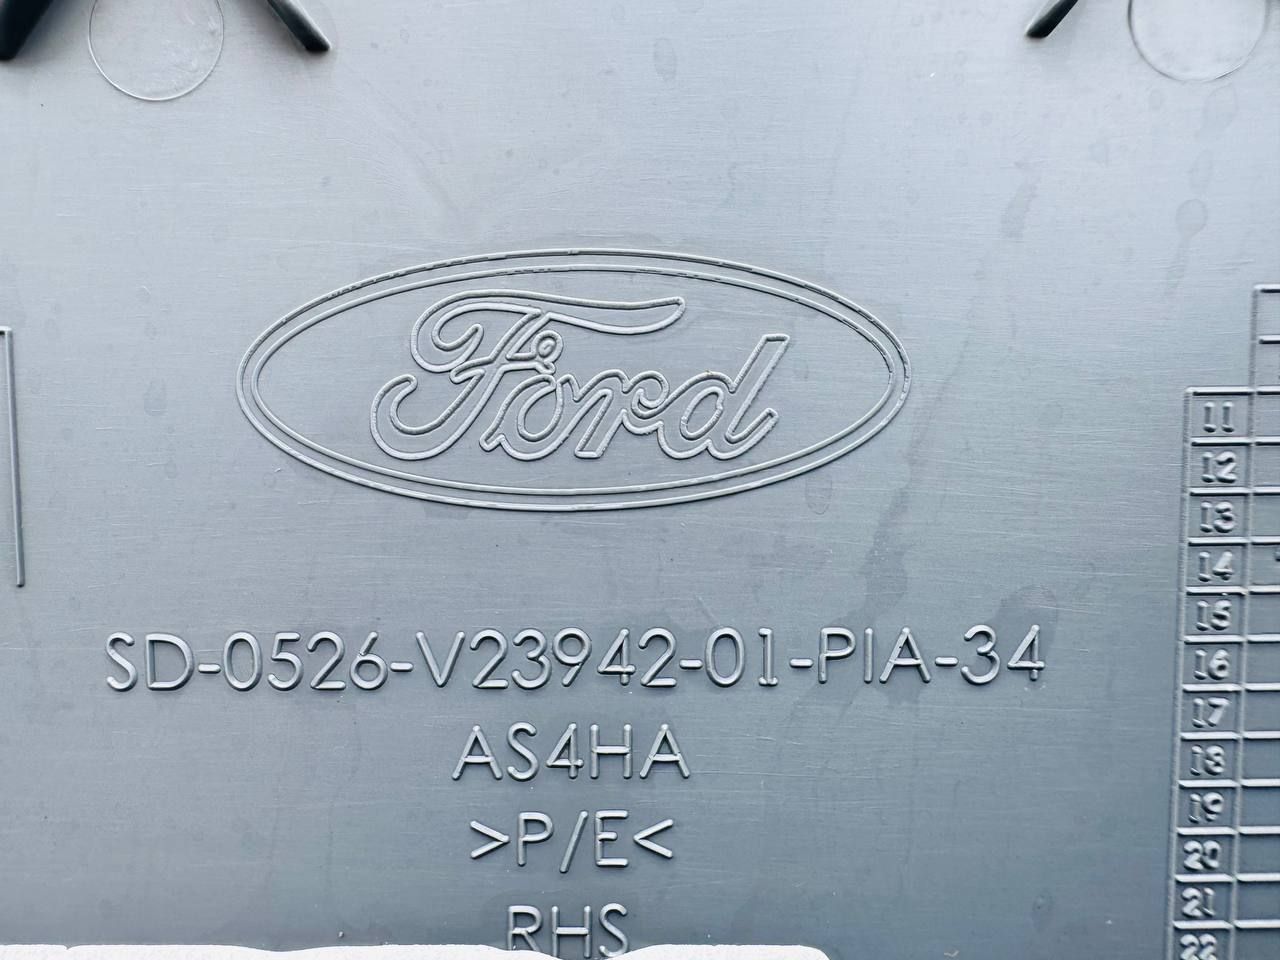 Ford
SD-0526-V23942-01-PIA-34
AS4HA
>P/E<
RHS
11
12
13
14
15
16
17
18
19
20
21
22